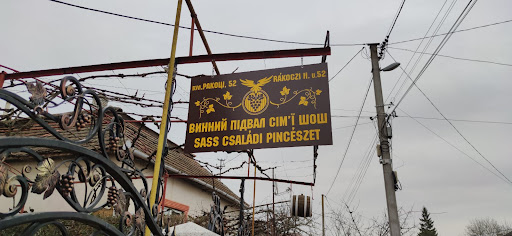 вул. РАКОЦІ, 52
RÁKÓCZI H. u. 52
ВИННИЙ ПІДВАЛ СІМ'Ї ШОШ
SASS CSALÁDI PINCÉSZET